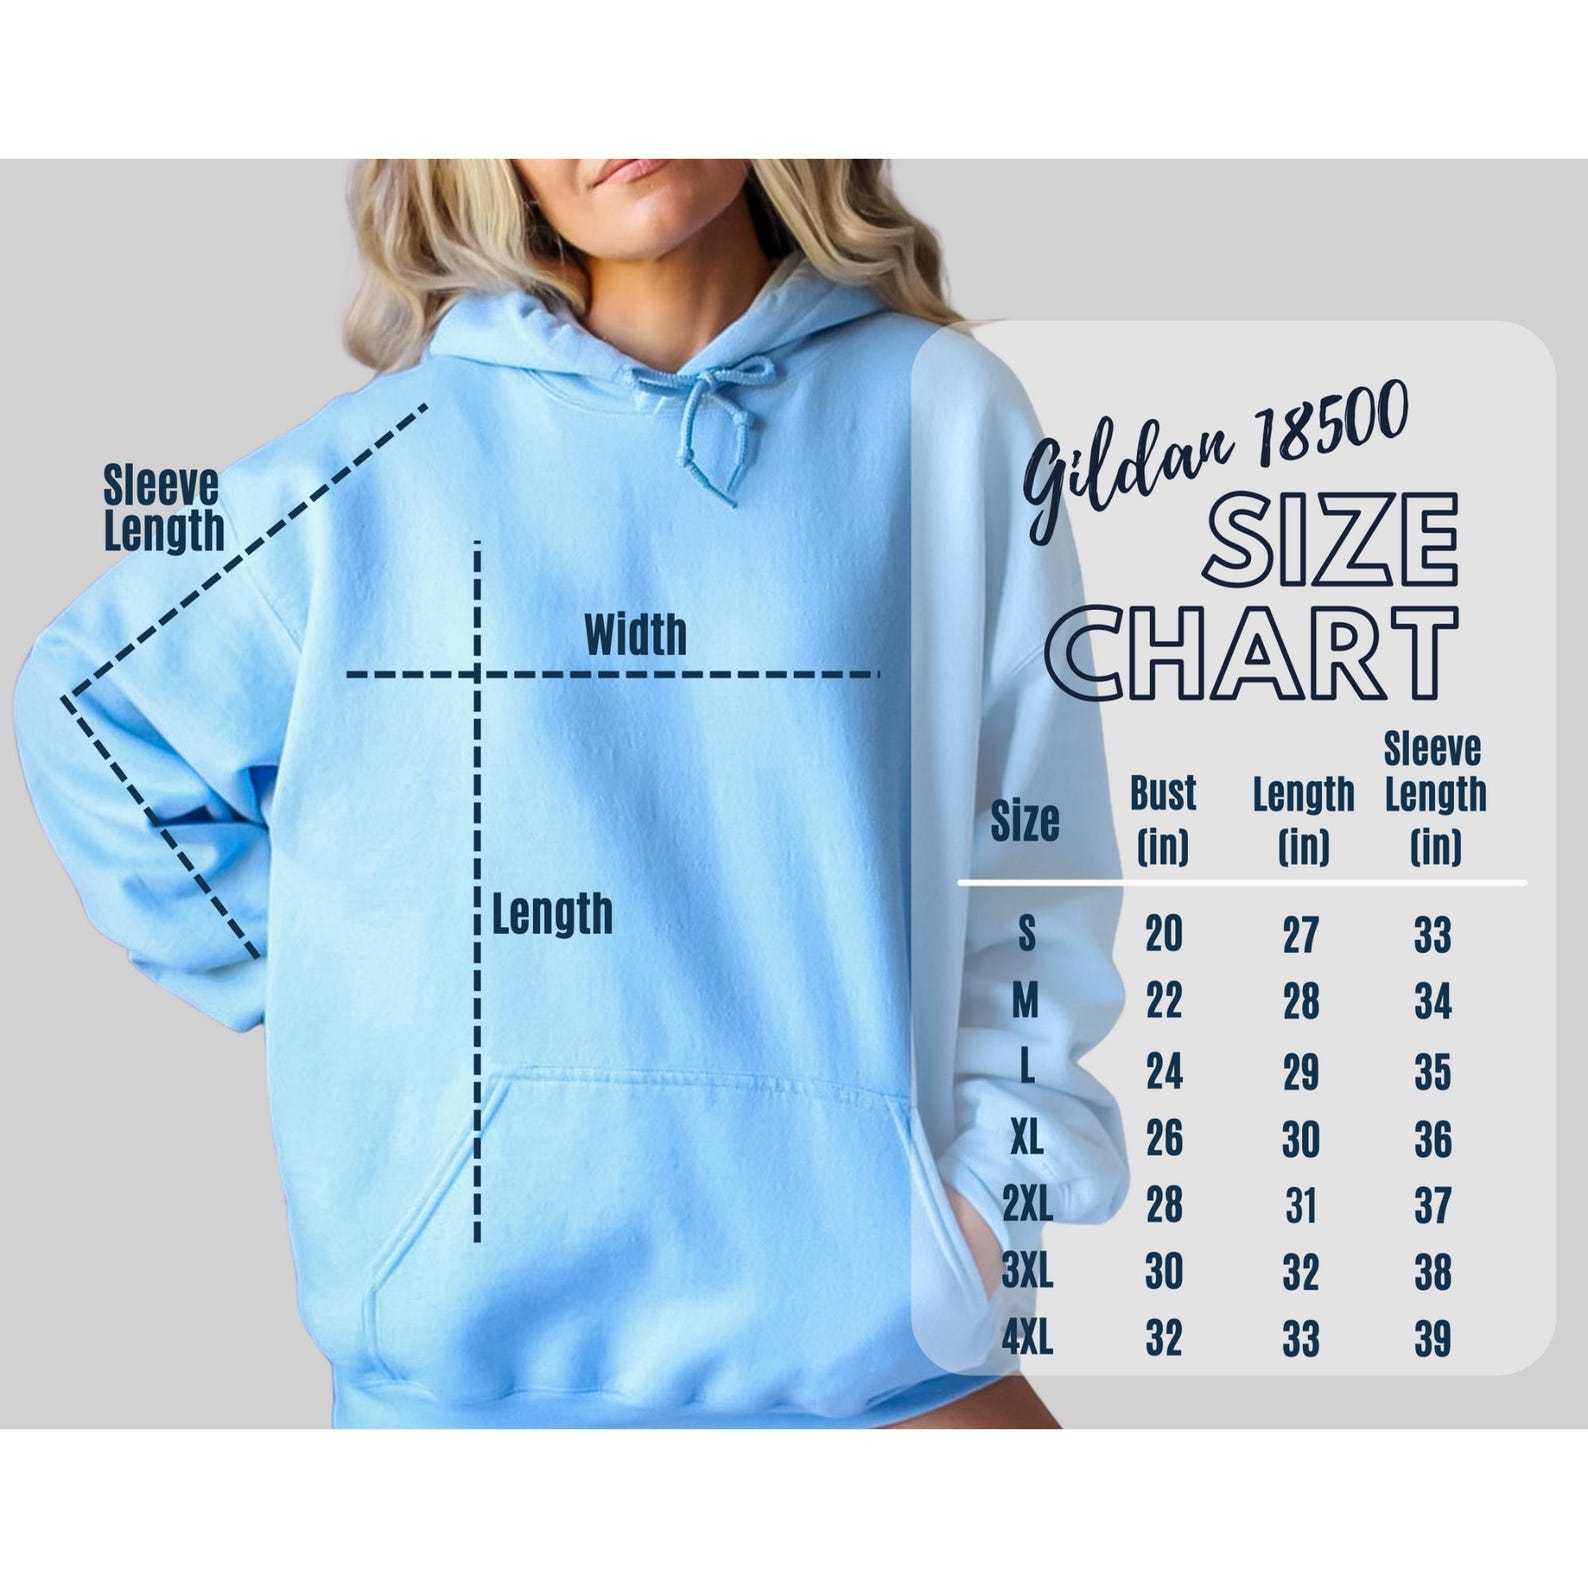 Sleeve
Length
Width
Length
Gildan 18500
SIZE
CHART
Size Bust (in) Length (in) Sleeve Length (in)
S 20 27 33
M 22 28 34
L 24 29 35
XL 26 30 36
2XL 28 31 37
3XL 30 32 38
4XL 32 33 39